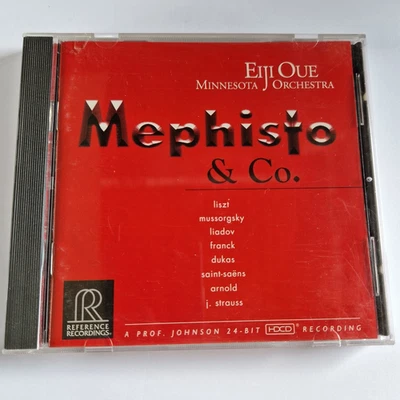 EIJI OUE
MINNESOTA ORCHESTRA
Mephisto
& Co.
liszt
mussorgsky
liadov
franck
dukas
saint-saëns
arnold
j. strauss
R
REFERENCE
RECORDINGS®
A PROF. JOHNSON 24-BIT HDCD® RECORDING